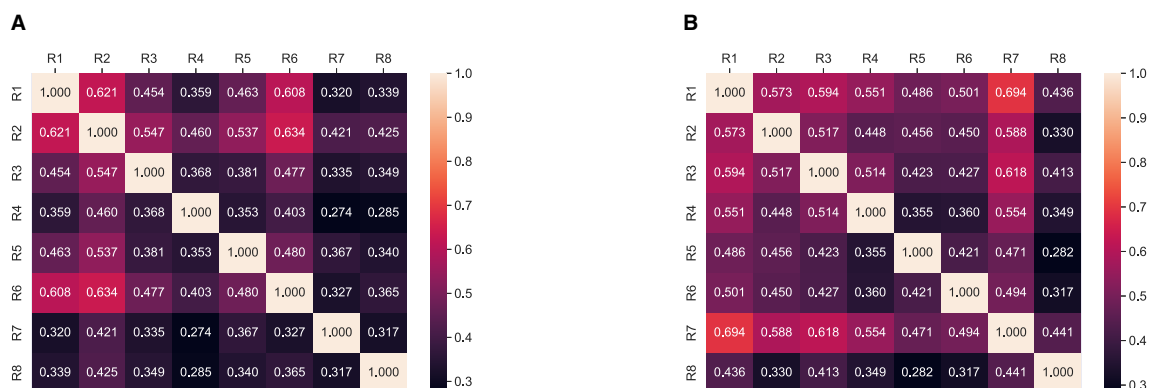 A
R1 R2 R3 R4 R5 R6 R7 R8
R1 1.000 0.621 0.454 0.359 0.463 0.608 0.320 0.339
R2 0.621 1.000 0.547 0.460 0.537 0.634 0.421 0.425
R3 0.454 0.547 1.000 0.368 0.381 0.477 0.335 0.349
R4 0.359 0.460 0.368 1.000 0.353 0.403 0.274 0.285
R5 0.463 0.537 0.381 0.353 1.000 0.480 0.367 0.340
R6 0.608 0.634 0.477 0.403 0.480 1.000 0.327 0.365
R7 0.320 0.421 0.335 0.274 0.367 0.327 1.000 0.317
R8 0.339 0.425 0.349 0.285 0.340 0.365 0.317 1.000
1.0
0.9
0.8
0.7
0.6
0.5
0.4
0.3
B
R1 R2 R3 R4 R5 R6 R7 R8
R1 1.000 0.573 0.594 0.551 0.486 0.501 0.694 0.436
R2 0.573 1.000 0.517 0.448 0.456 0.450 0.588 0.330
R3 0.594 0.517 1.000 0.514 0.423 0.427 0.618 0.413
R4 0.551 0.448 0.514 1.000 0.355 0.360 0.554 0.349
R5 0.486 0.456 0.423 0.355 1.000 0.421 0.471 0.282
R6 0.501 0.450 0.427 0.360 0.421 1.000 0.494 0.317
R7 0.694 0.588 0.618 0.554 0.471 0.494 1.000 0.441
R8 0.436 0.330 0.413 0.349 0.282 0.317 0.441 1.000
1.0
0.9
0.8
0.7
0.6
0.5
0.4
0.3